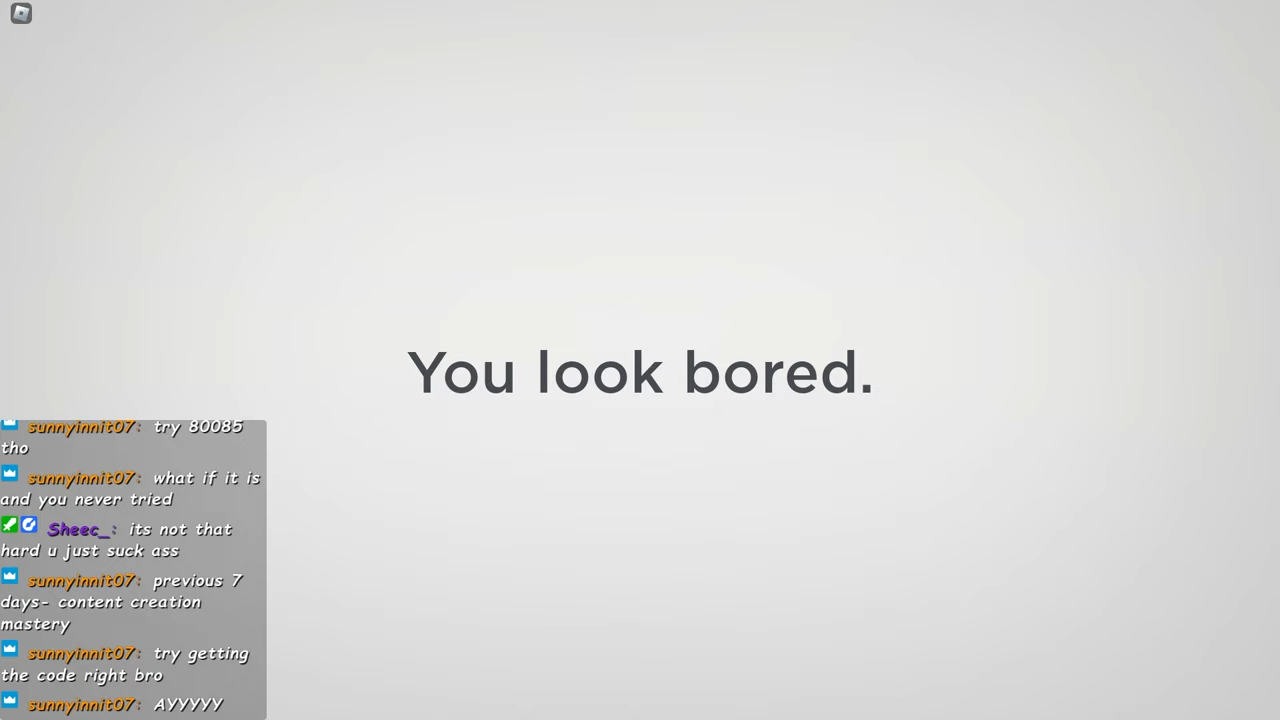 You look bored.
sunnyinnit07: try 80085
tho
sunnyinnit07: what if it is
and you never tried
Sheec_: its not that
hard u just suck ass
sunnyinnit07: previous 7
days- content creation
mastery
sunnyinnit07: try getting
the code right bro
sunnyinnit07: AYYYYY